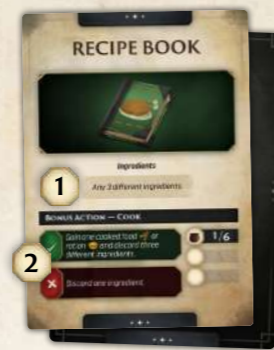 RECIPE BOOK
Ingredients
1
Any 3 different ingredients.
BONUS ACTION — COOK
2
Gain one cooked food or
ration and discard three
different ingredients.
1/6
Discard one ingredient.